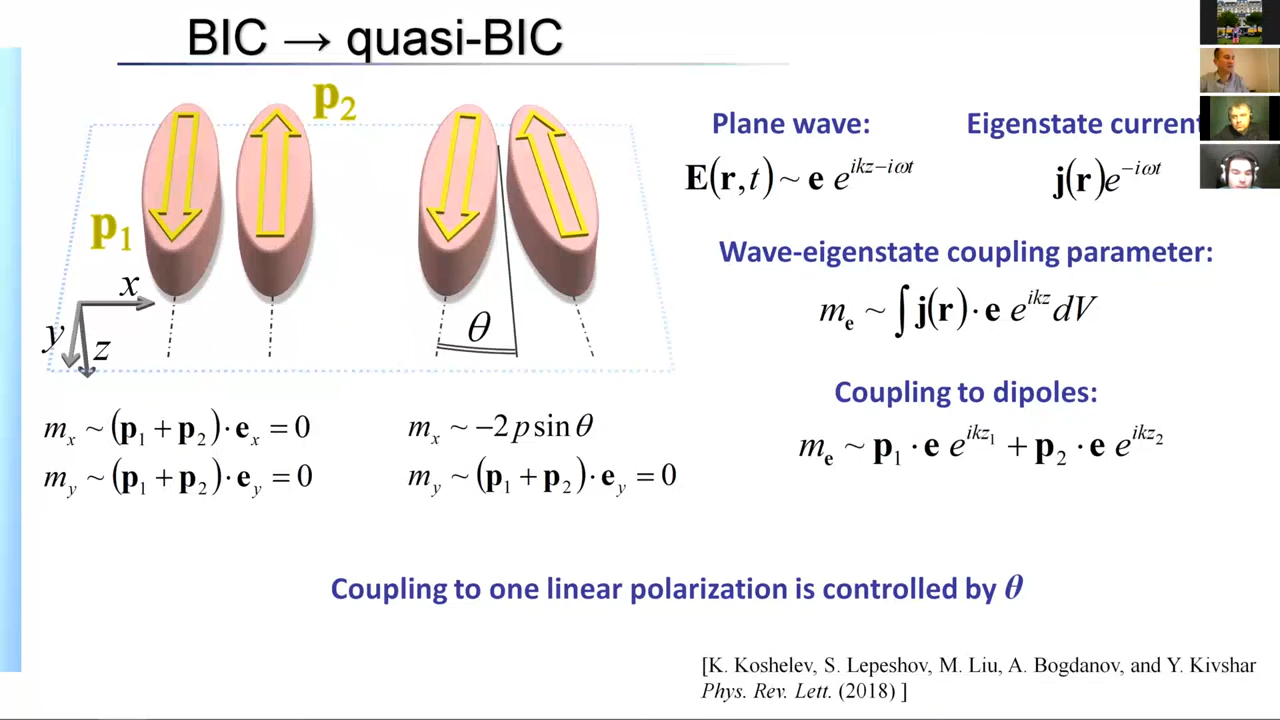 BIC → quasi-BIC
p₂
p₁
x
y
z
θ
Plane wave:
E(r,t) ~ e e^{ikz−iωt}
Eigenstate current
j(r)e^{−iωt}
Wave-eigenstate coupling parameter:
m_e ~ ∫ j(r) · e e^{ikz} dV
Coupling to dipoles:
m_e ~ p₁ · e e^{ikz₁} + p₂ · e e^{ikz₂}
m_x ~ (p₁ + p₂) · e_x = 0
m_y ~ (p₁ + p₂) · e_y = 0
m_x ~ −2p sin θ
m_y ~ (p₁ + p₂) · e_y = 0
Coupling to one linear polarization is controlled by θ
[K. Koshelev, S. Lepeshov, M. Liu, A. Bogdanov, and Y. Kivshar
Phys. Rev. Lett. (2018) ]